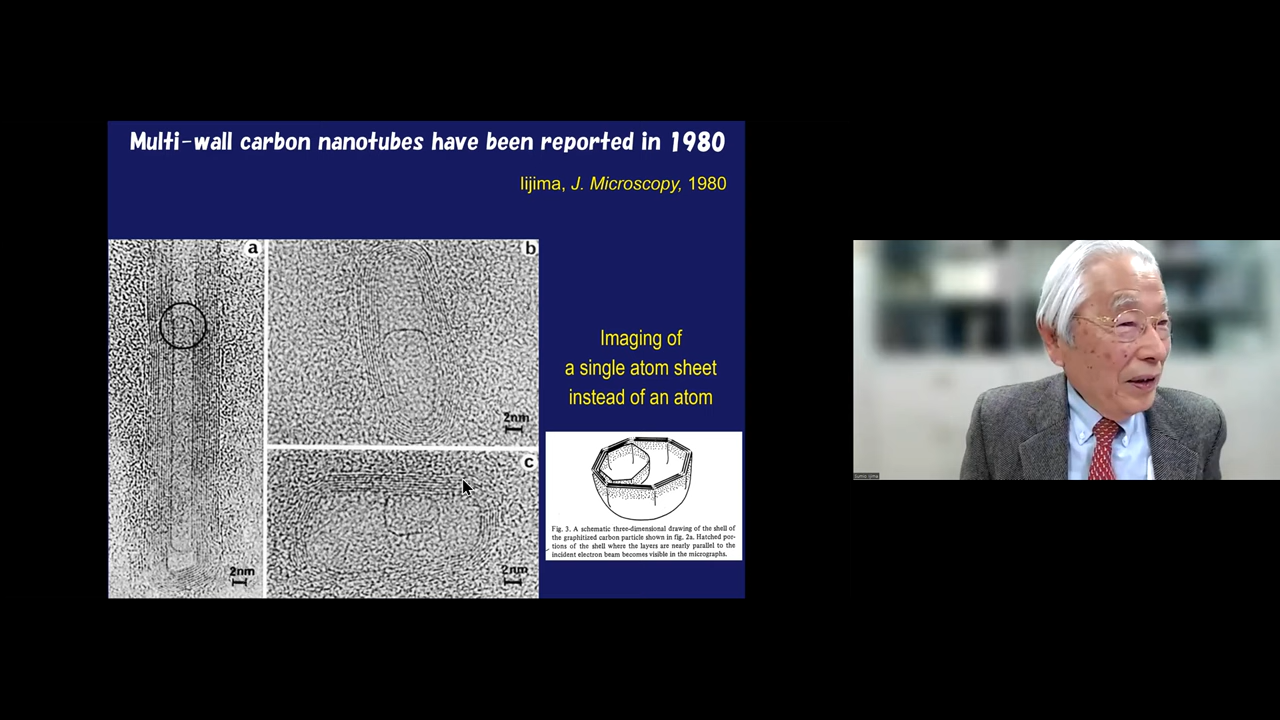 Multi-wall carbon nanotubes have been reported in 1980
Iijima, J. Microscopy, 1980
a
b
2nm
c
2nm
2nm
Imaging of
a single atom sheet
instead of an atom
Fig. 3. A schematic three-dimensional drawing of the shell of
the graphitized carbon particle shown in fig. 2a. Hatched por-
tions of the shell where the layers are nearly parallel to the
incident electron beam becomes visible in the micrographs.